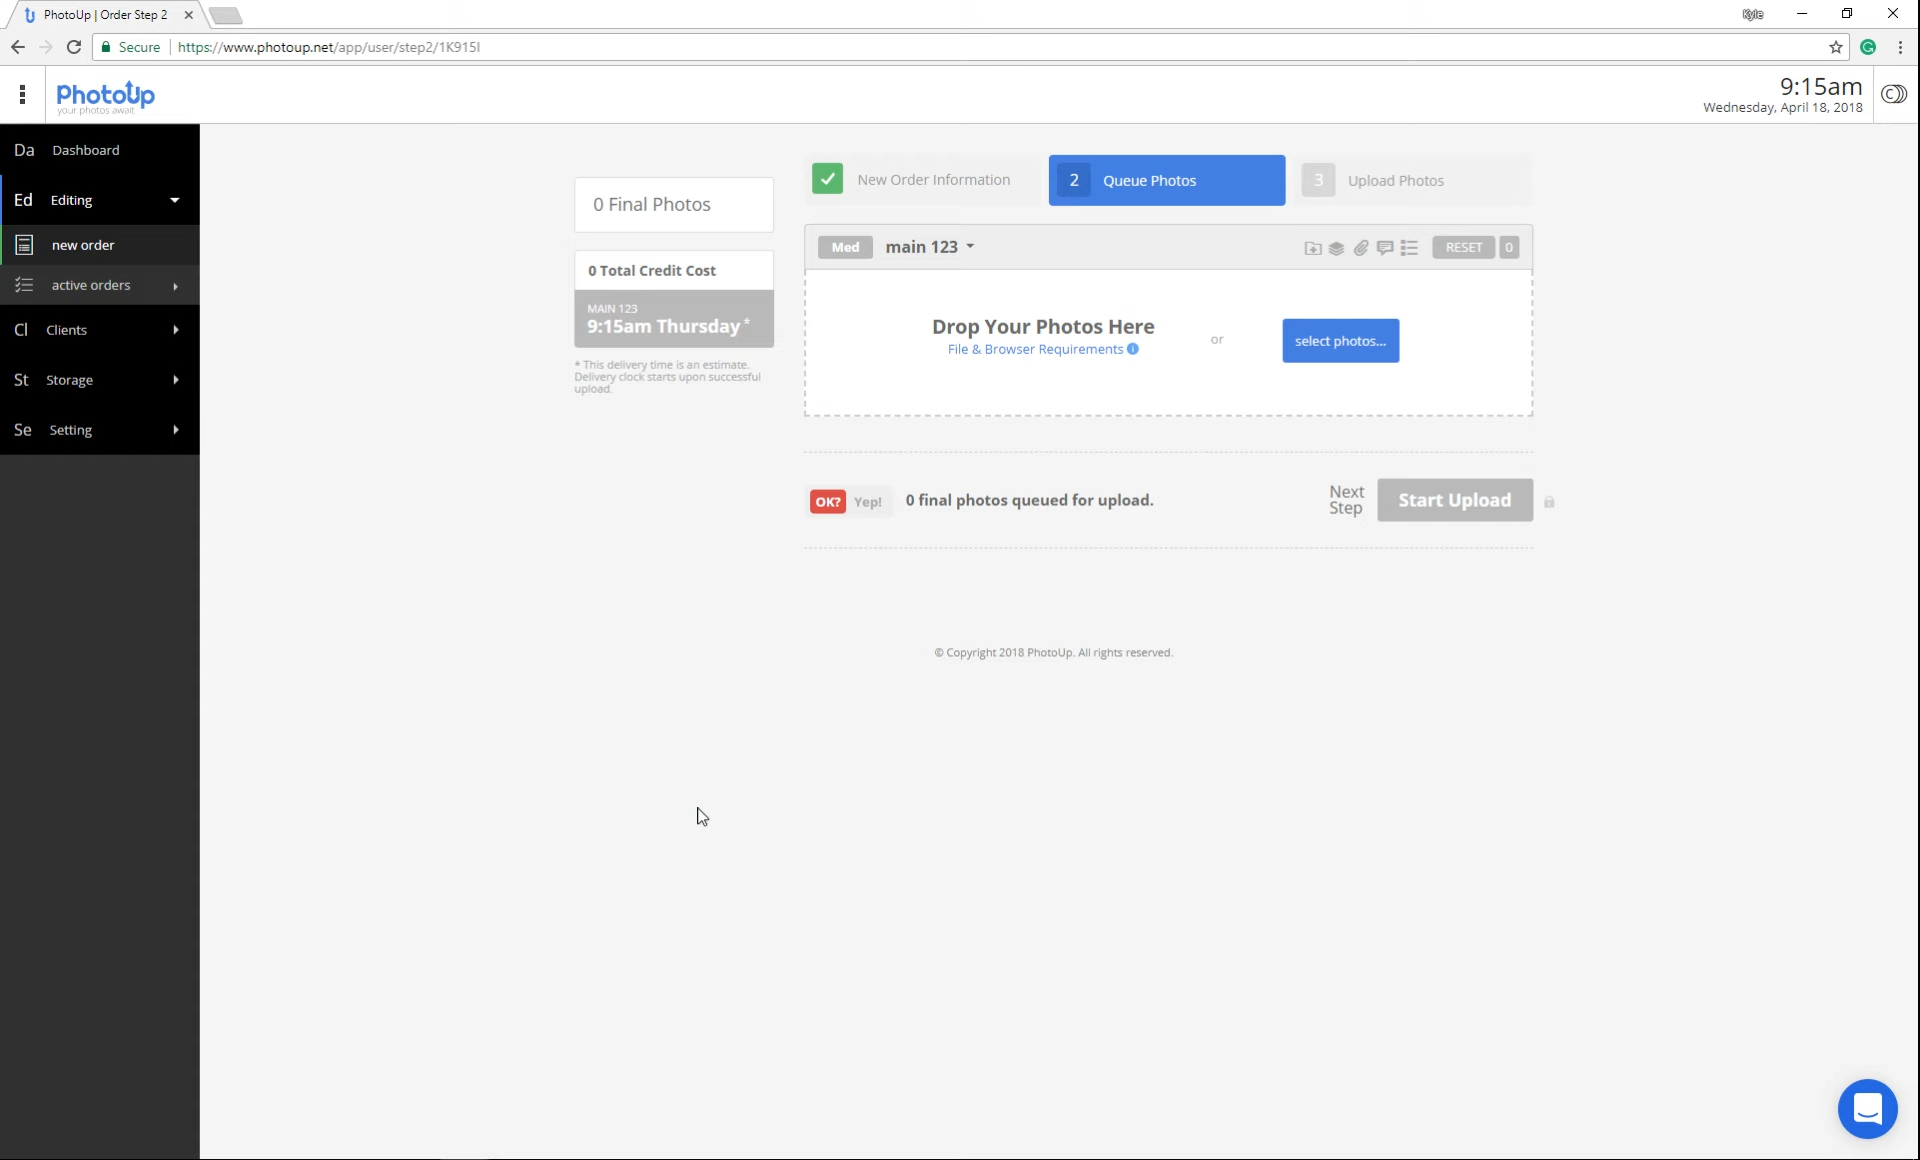 PhotoUp | Order Step 2
Kyle
Secure
https://www.photoup.net/app/user/step2/1K915I
PhotoUp
your photos await
9:15am
Wednesday, April 18, 2018
Da Dashboard
Ed Editing
new order
active orders
Cl Clients
St Storage
Se Setting
0 Final Photos
0 Total Credit Cost
MAIN 123
9:15am Thursday *
* This delivery time is an estimate.
Delivery clock starts upon successful
upload.
New Order Information
2 Queue Photos
3 Upload Photos
Med main 123
RESET 0
Drop Your Photos Here
File & Browser Requirements
or
select photos...
OK? Yep! 0 final photos queued for upload.
Next
Step
Start Upload
© Copyright 2018 PhotoUp. All rights reserved.